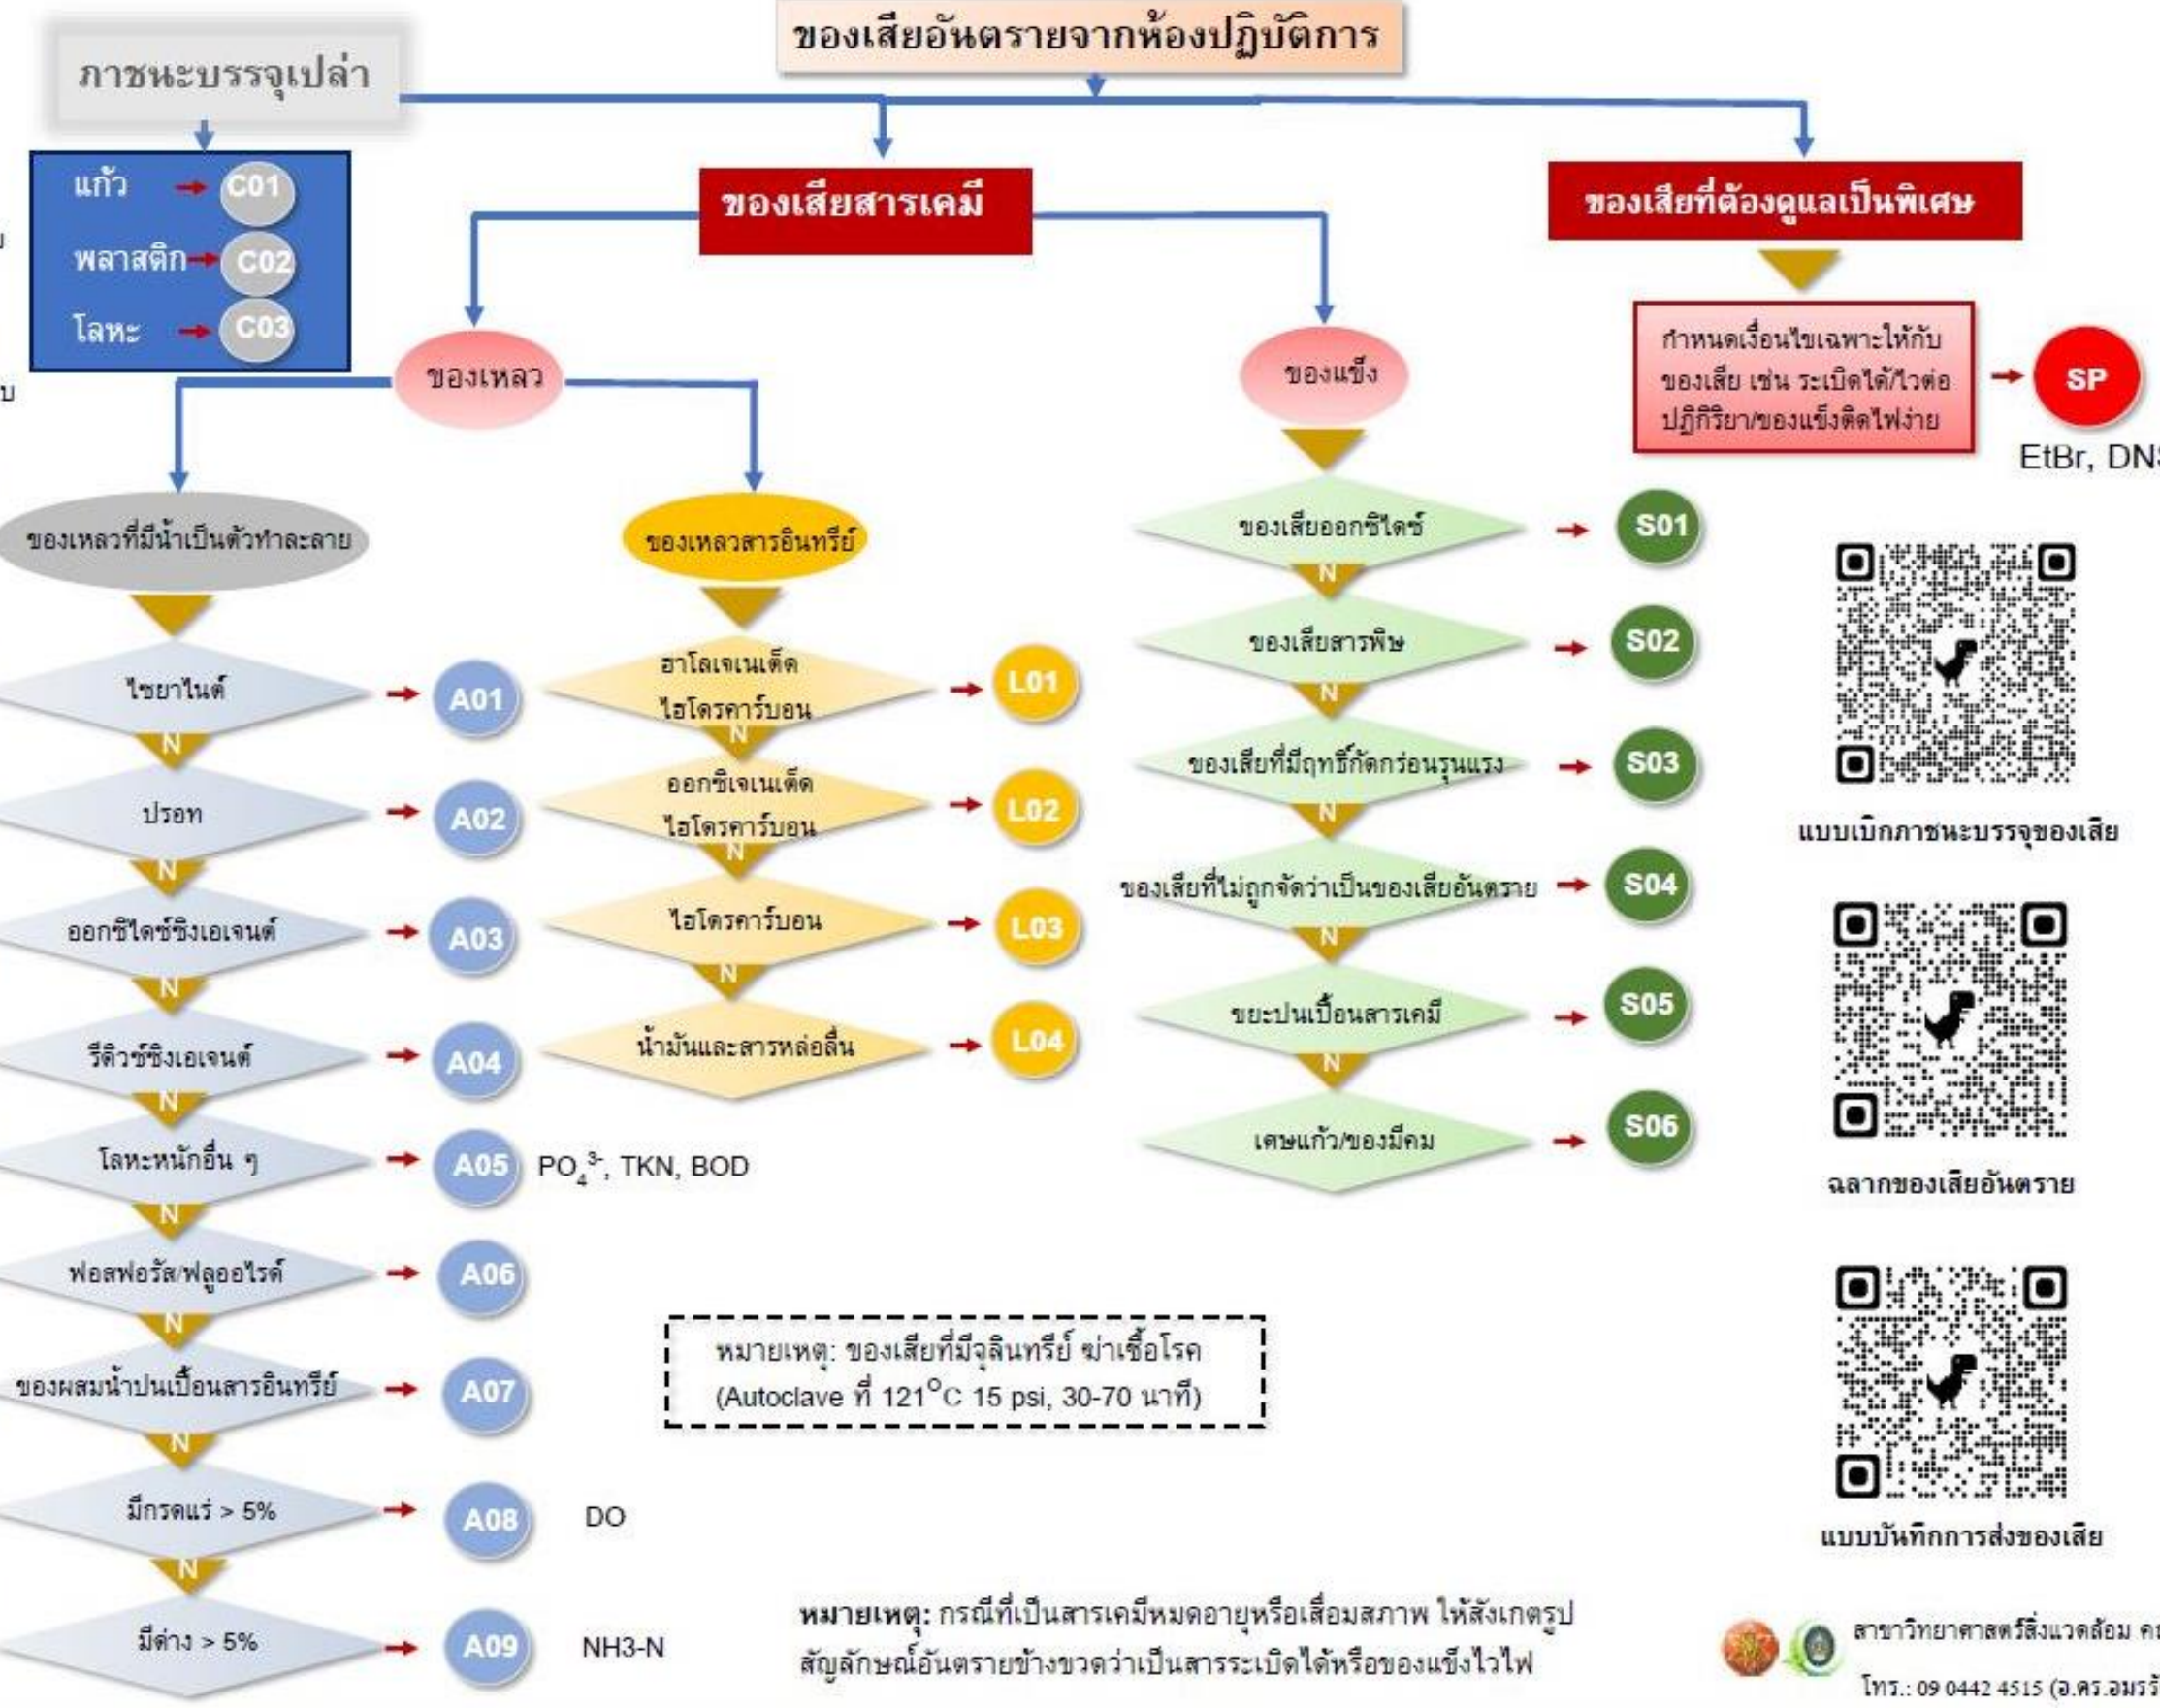 ของเสียอันตรายจากห้องปฏิบัติการ
ภาชนะบรรจุเปล่า
แก้ว C01
พลาสติก C02
โลหะ C03
ของเสียสารเคมี
ของเสียที่ต้องดูแลเป็นพิเศษ
กำหนดเงื่อนไขเฉพาะให้กับ
ของเสีย เช่น ระเบิดได้/ไวต่อ
ปฏิกิริยา/ของแข็งติดไฟง่าย
SP
EtBr,
ของเหลว
ของแข็ง
ของเหลวที่มีน้ำเป็นตัวทำละลาย
ไซยาไนต์ A01
N
ปรอท A02
N
ออกซิไดซ์ซิงเอเจนต์ A03
N
รีดิวซ์ซิงเอเจนต์ A04
N
โลหะหนักอื่น ๆ A05 PO₄³⁻, TKN, BOD
N
ฟอสฟอรัส/ฟลูออไรด์ A06
N
ของผสมน้ำปนเปื้อนสารอินทรีย์ A07
N
มีกรดแร่ > 5% A08 DO
N
มีด่าง > 5% A09 NH3-N
ของเหลวสารอินทรีย์
ฮาโลเจเนเต็ด
ไฮโดรคาร์บอน L01
N
ออกซิเจเนเต็ด
ไฮโดรคาร์บอน L02
N
ไฮโดรคาร์บอน L03
N
น้ำมันและสารหล่อลื่น L04
ของเสียออกซิไดซ์ S01
N
ของเสียสารพิษ S02
N
ของเสียที่มีฤทธิ์กัดกร่อนรุนแรง S03
N
ของเสียที่ไม่ถูกจัดว่าเป็นของเสียอันตราย S04
N
ขยะปนเปื้อนสารเคมี S05
N
เศษแก้ว/ของมีคม S06
แบบเบิกภาชนะบรรจุของเสีย
ฉลากของเสียอันตราย
แบบบันทึกการส่งของเสีย
หมายเหตุ: ของเสียที่มีจุลินทรีย์ ฆ่าเชื้อโรค
(Autoclave ที่ 121°C 15 psi, 30-70 นาที)
หมายเหตุ: กรณีที่เป็นสารเคมีหมดอายุหรือเสื่อมสภาพ ให้สังเกตรูป
สัญลักษณ์อันตรายข้างขวดว่าเป็นสารระเบิดได้หรือของแข็งไวไฟ
สาขาวิทยาศาสตร์สิ่งแวดล้อม
โทร.: 09 0442 4515